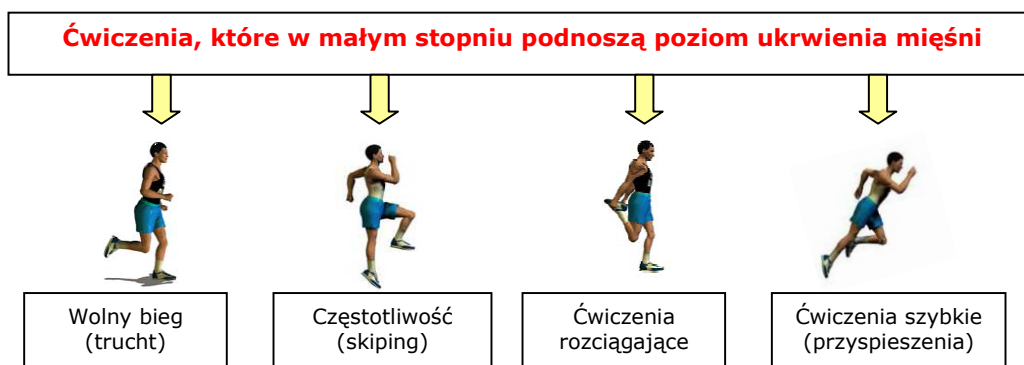 Ćwiczenia, które w małym stopniu podnoszą poziom ukrwienia mięśni
Wolny bieg
(trucht)
Częstotliwość
(skiping)
Ćwiczenia
rozciągające
Ćwiczenia szybkie
(przyspieszenia)